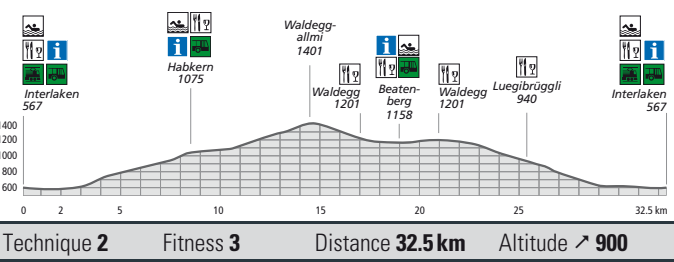 Interlaken
567
Habkern
1075
Waldegg-
allmi
1401
Waldegg
1201
Beaten-
berg
1158
Waldegg
1201
Luegibrüggli
940
Interlaken
567
1400
1200
1000
800
600
0 2 5 10 15 20 25 32.5 km
Technique 2 Fitness 3 Distance 32.5 km Altitude ↗ 900